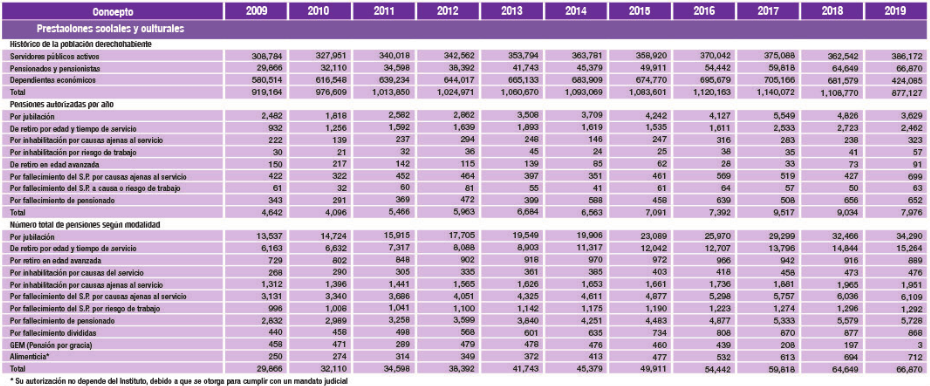 Concepto 2009 2010 2011 2012 2013 2014 2015 2016 2017 2018 2019
Prestaciones sociales y culturales
Histórico de la población derechohabiente
Servidores públicos activos 308,784 327,951 340,018 342,562 353,794 363,781 358,920 370,042 375,088 362,542 386,172
Pensionados y pensionistas 29,866 32,110 34,598 38,392 41,743 45,379 49,911 54,442 59,818 64,649 66,870
Dependientes económicos 580,514 616,548 639,234 644,017 665,133 683,909 674,770 695,679 705,166 681,579 424,085
Total 919,164 976,609 1,013,850 1,024,971 1,060,670 1,093,069 1,083,601 1,120,163 1,140,072 1,108,770 877,127
Pensiones autorizadas por año
Por jubilación 2,482 1,818 2,582 2,862 3,508 3,709 4,242 4,127 5,549 4,826 3,629
De retiro por edad y tiempo de servicio 932 1,256 1,592 1,639 1,893 1,619 1,535 1,611 2,533 2,723 2,462
Por inhabilitación por causas ajenas al servicio 222 139 237 294 248 146 247 316 283 238 323
Por inhabilitación por riesgo de trabajo 30 21 32 36 45 24 25 38 35 41 57
De retiro en edad avanzada 150 217 142 115 139 85 62 28 33 73 91
Por fallecimiento del S.P. por causas ajenas al servicio 422 322 452 464 397 351 461 569 519 427 699
Por fallecimiento del S.P. a causa o riesgo de trabajo 61 32 60 81 55 41 61 64 57 50 63
Por fallecimiento de pensionado 343 291 369 472 399 588 458 639 508 656 652
Total 4,642 4,096 5,466 5,963 6,684 6,563 7,091 7,392 9,517 9,034 7,976
Número total de pensiones según modalidad
Por jubilación 13,537 14,724 15,915 17,705 19,549 19,906 23,089 25,970 29,299 32,466 34,290
De retiro por edad y tiempo de servicio 6,163 6,632 7,317 8,088 8,903 11,317 12,042 12,707 13,796 14,844 15,264
Por retiro en edad avanzada 729 802 848 902 918 970 972 966 942 916 889
Por inhabilitación por causas del servicio 268 290 305 335 361 385 403 418 458 473 476
Por inhabilitación por causas ajenas al servicio 1,312 1,396 1,441 1,565 1,626 1,653 1,661 1,736 1,881 1,965 1,951
Por fallecimiento del S.P. por causas ajenas al servicio 3,131 3,340 3,686 4,051 4,325 4,611 4,877 5,298 5,757 6,036 6,109
Por fallecimiento del S.P. por riesgo de trabajo 996 1,008 1,041 1,100 1,142 1,175 1,190 1,223 1,274 1,296 1,292
Por fallecimiento de pensionado 2,832 2,989 3,258 3,599 3,840 4,251 4,483 4,877 5,333 5,579 5,728
Por fallecimiento divididas 440 458 498 568 601 635 734 808 870 877 868
GEM (Pensión por gracia) 458 471 289 479 478 476 460 439 208 197 3
Alimenticia* 250 274 314 349 372 413 477 532 613 694 712
Total 29,866 32,110 34,598 38,392 41,743 45,379 49,911 54,442 59,818 64,649 66,870
* Su autorización no depende del Instituto, debido a que se otorga para cumplir con un mandato judicial